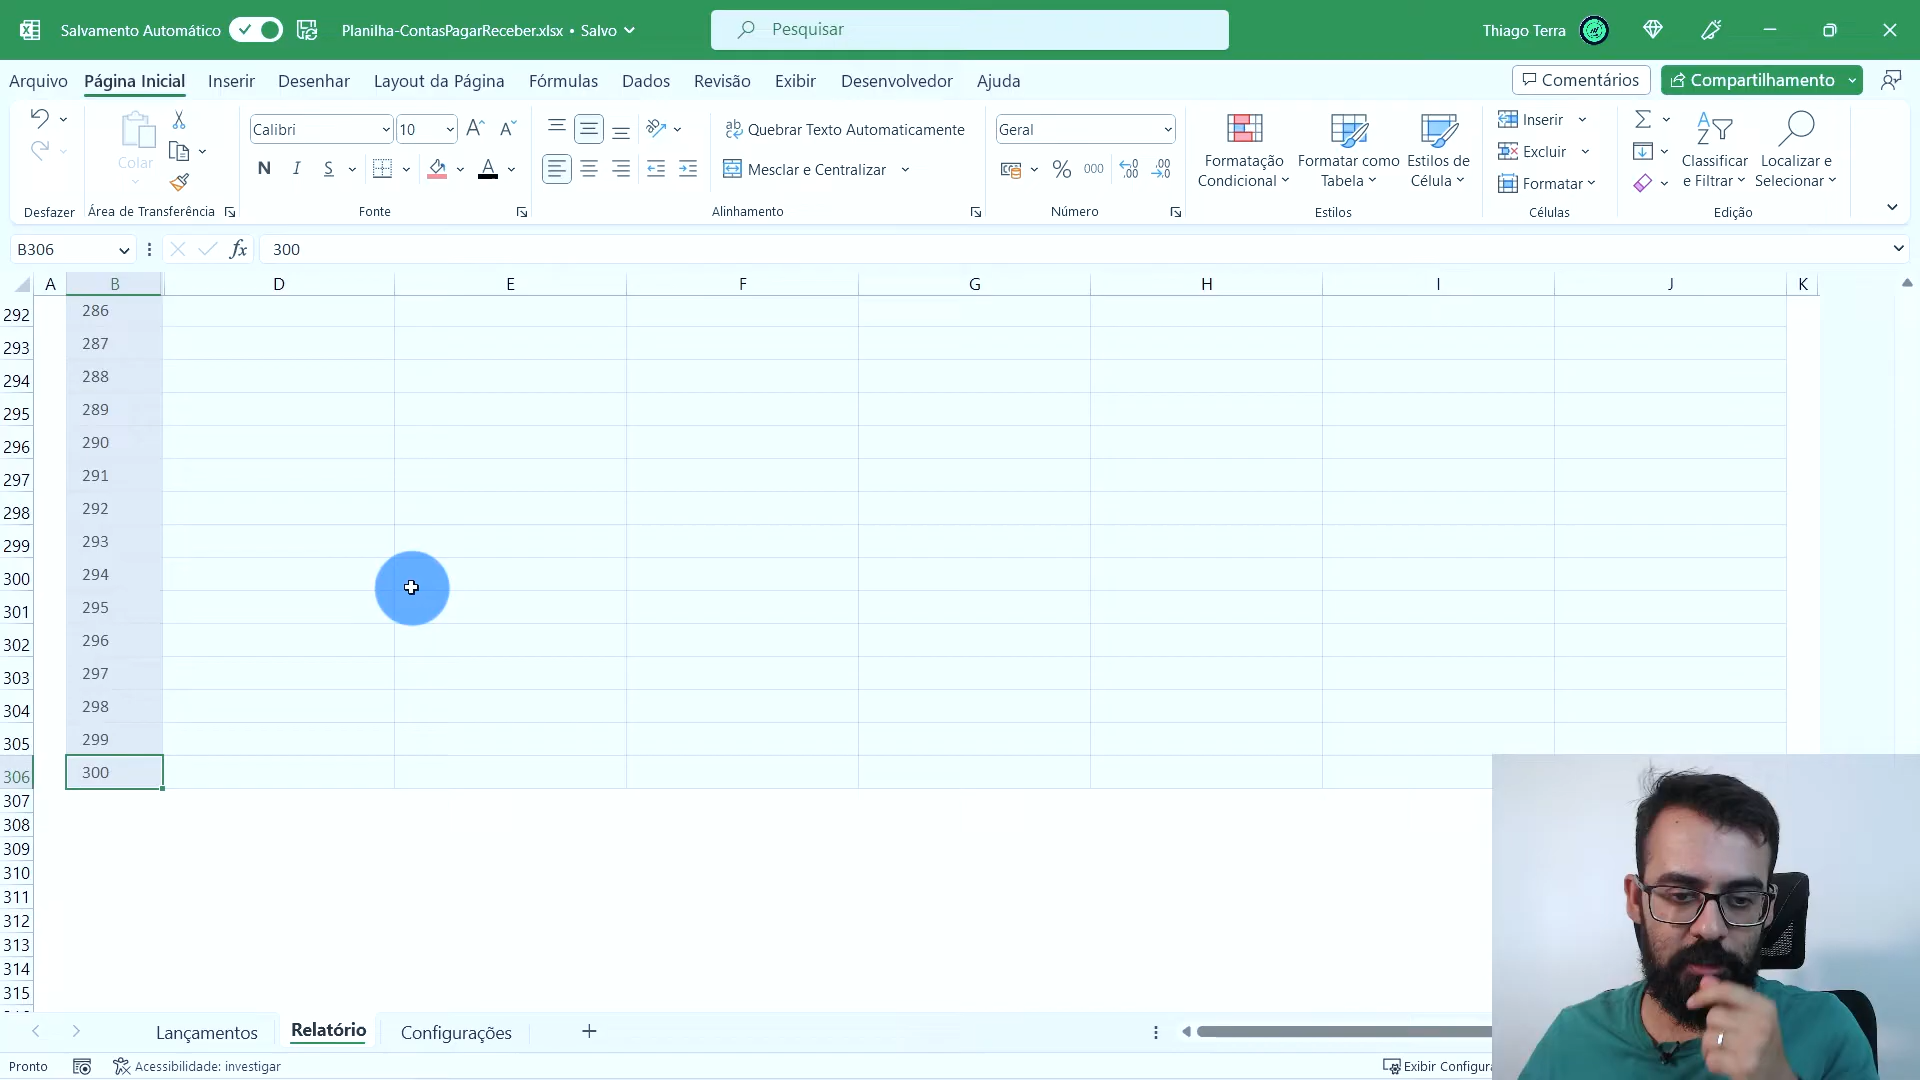 Salvamento Automático Planilha-ContasPagarReceber.xlsx • Salvo Pesquisar Thiago Terra
Arquivo Página Inicial Inserir Desenhar Layout da Página Fórmulas Dados Revisão Exibir Desenvolvedor Ajuda Comentários Compartilhamento
Colar
Calibri 10
N I S A
Quebrar Texto Automaticamente
Mesclar e Centralizar
Geral
% 000
Formatação Condicional
Formatar como Tabela
Estilos de Célula
Inserir
Excluir
Formatar
Classificar e Filtrar
Localizar e Selecionar
Desfazer Área de Transferência Fonte Alinhamento Número Estilos Células Edição
B306 fx 300
A B D E F G H I J K
292 286
293 287
294 288
295 289
296 290
297 291
298 292
299 293
300 294
301 295
302 296
303 297
304 298
305 299
306 300
307
308
309
310
311
312
313
314
315
Lançamentos Relatório Configurações
Pronto Acessibilidade: investigar Exibir